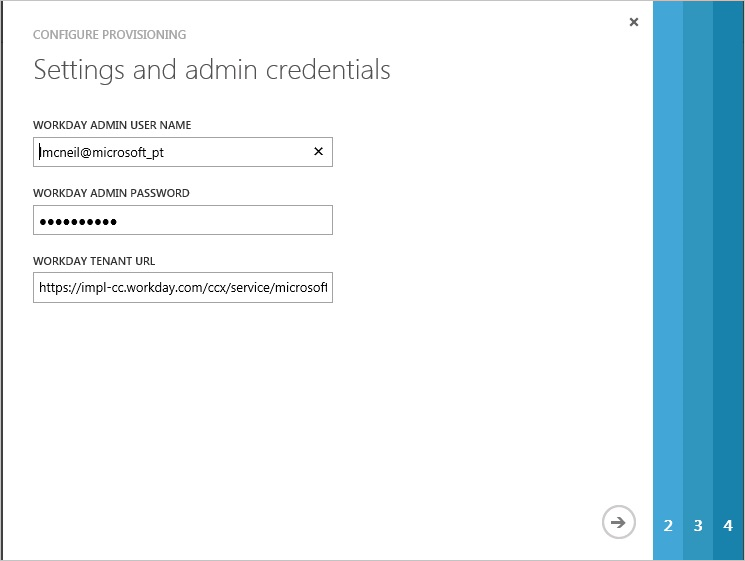 CONFIGURE PROVISIONING
Settings and admin credentials
WORKDAY ADMIN USER NAME
lmcneil@microsoft_pt
WORKDAY ADMIN PASSWORD
●●●●●●●●●●
WORKDAY TENANT URL
https://impl-cc.workday.com/ccx/service/microsoft
2 3 4